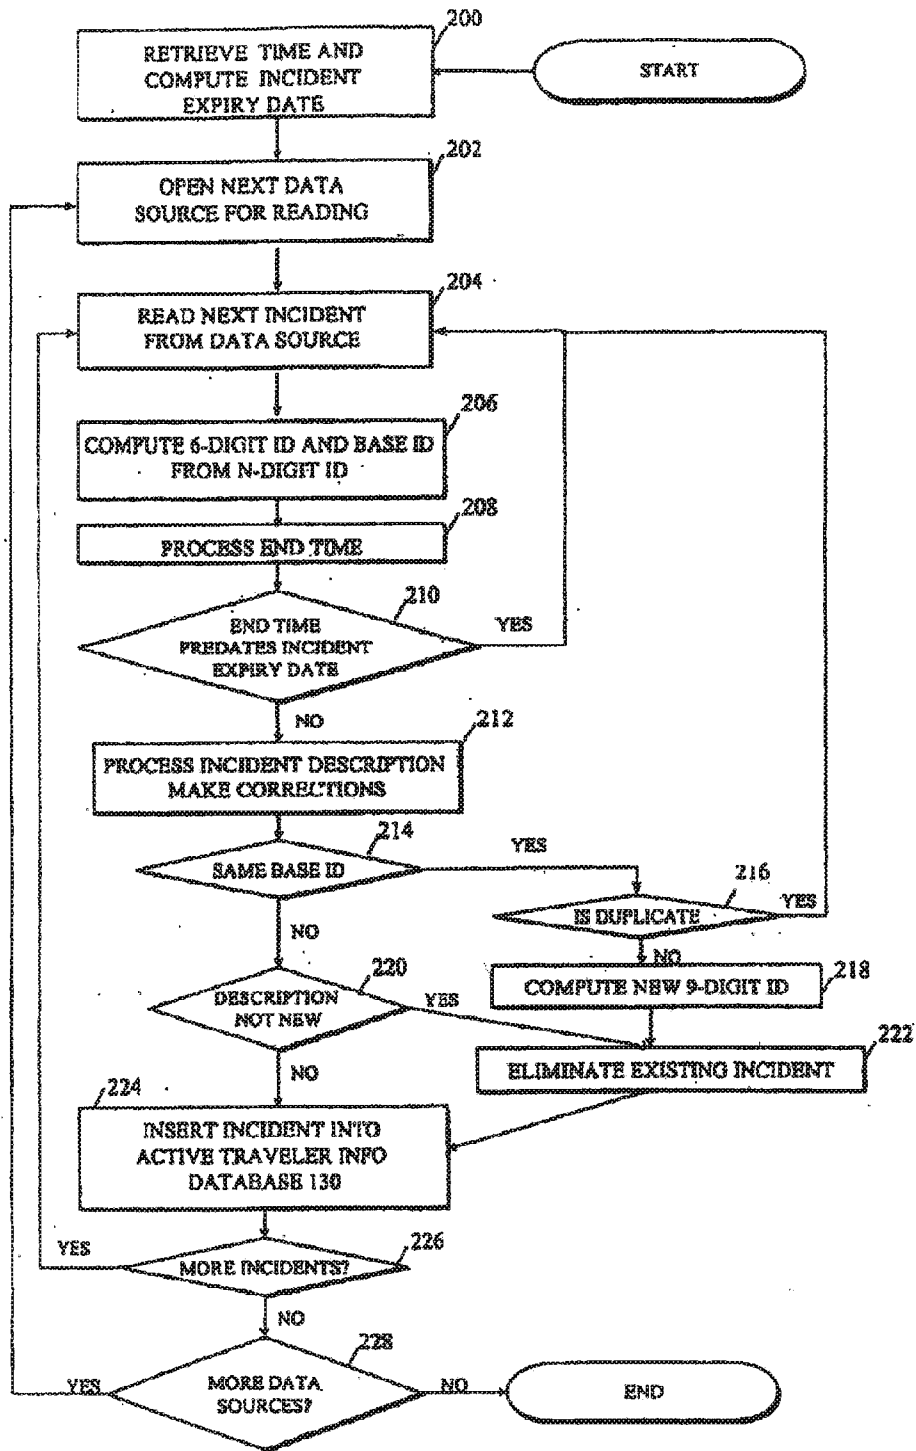 200
RETRIEVE TIME AND
COMPUTE INCIDENT
EXPIRY DATE
START
202
OPEN NEXT DATA
SOURCE FOR READING
204
READ NEXT INCIDENT
FROM DATA SOURCE
206
COMPUTE 6-DIGIT ID AND BASE ID
FROM N-DIGIT ID
208
PROCESS END TIME
210
END TIME
PREDATES INCIDENT
EXPIRY DATE
YES
NO
212
PROCESS INCIDENT DESCRIPTION
MAKE CORRECTIONS
214
SAME BASE ID
YES
216
IS DUPLICATE
YES
NO
NO
218
COMPUTE NEW 9-DIGIT ID
220
DESCRIPTION
NOT NEW
YES
222
ELIMINATE EXISTING INCIDENT
NO
224
INSERT INCIDENT INTO
ACTIVE TRAVELER INFO
DATABASE 130
YES
226
MORE INCIDENTS?
NO
228
YES
MORE DATA
SOURCES?
NO
END